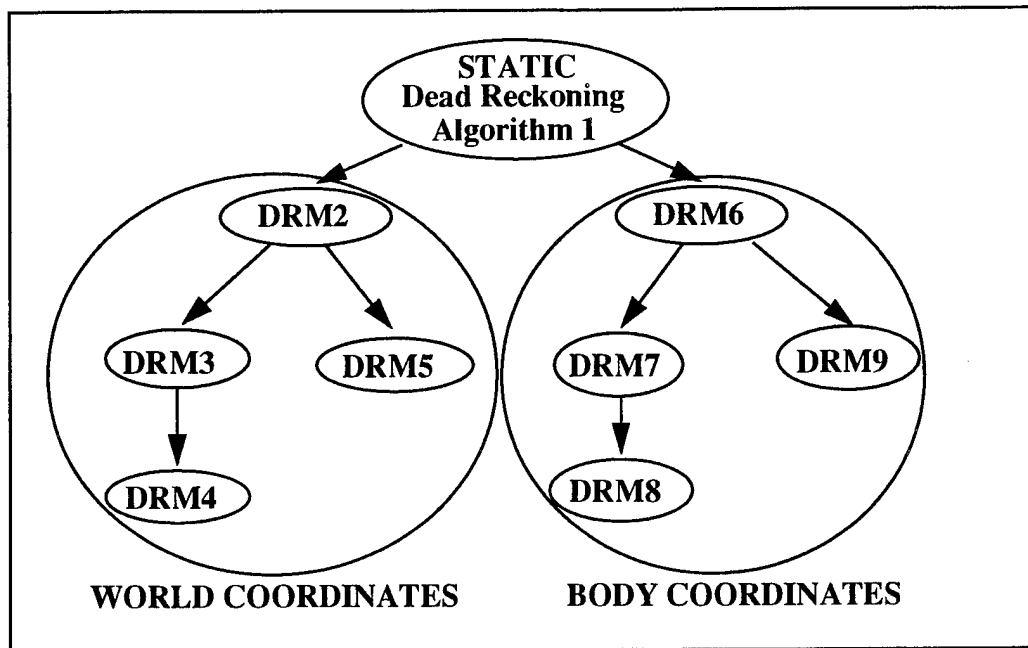 STATIC
Dead Reckoning
Algorithm 1
DRM2
DRM6
DRM3
DRM5
DRM7
DRM9
DRM4
DRM8
WORLD COORDINATES
BODY COORDINATES